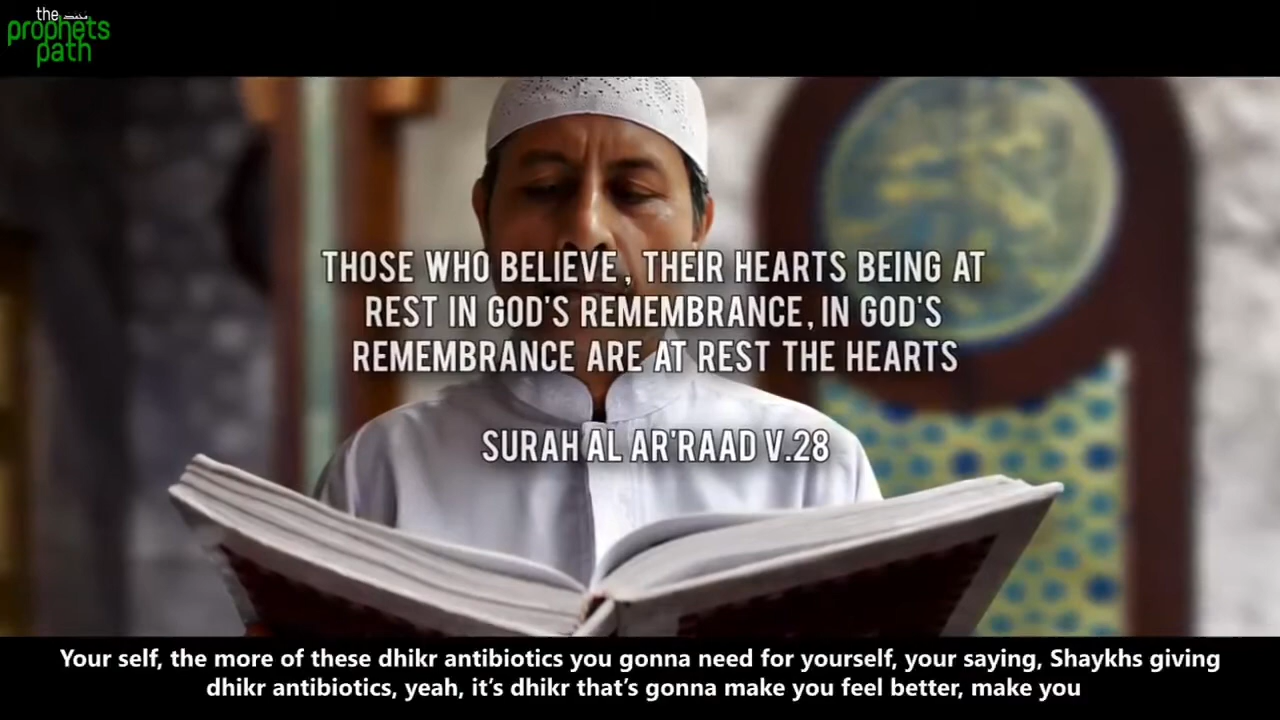 the
prophets
path
THOSE WHO BELIEVE, THEIR HEARTS BEING AT
REST IN GOD'S REMEMBRANCE, IN GOD'S
REMEMBRANCE ARE AT REST THE HEARTS
SURAH AL AR'RAAD V.28
Your self, the more of these dhikr antibiotics you gonna need for yourself, your saying, Shaykhs giving
dhikr antibiotics, yeah, it’s dhikr that’s gonna make you feel better, make you